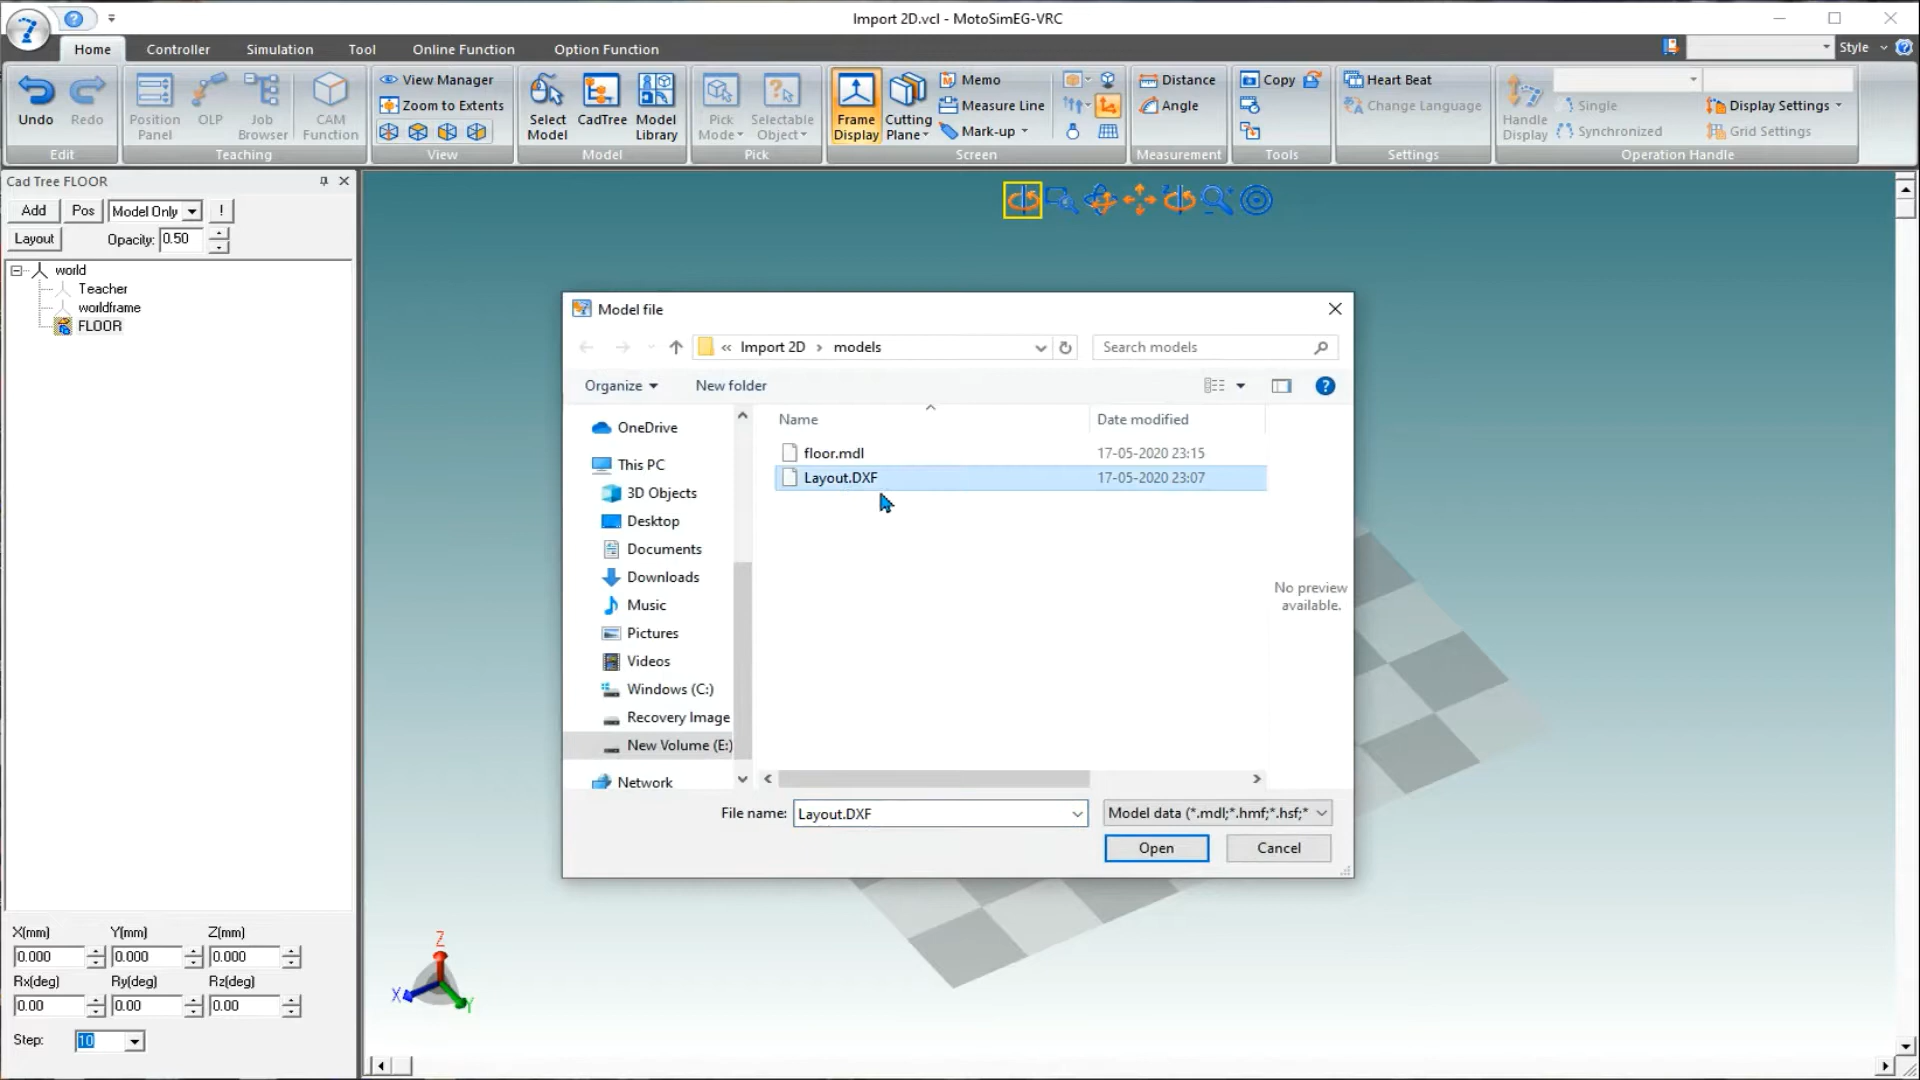 Import 2D.vcl - MotoSimEG-VRC
Home Controller Simulation Tool Online Function Option Function Style
Undo Redo
Edit
Position Panel OLP Job Browser CAM Function
Teaching
View Manager
Zoom to Extents
View
Select Model CadTree Model Library
Model
Pick Mode Selectable Object
Pick
Frame Display Cutting Plane Memo
Measure Line
Mark-up
Screen
Distance
Angle
Measurement
Copy
Tools
Heart Beat
Change Language
Settings
Handle Display Single
Synchronized
Display Settings
Grid Settings
Operation Handle
Cad Tree FLOOR
Add Pos Model Only !
Layout Opacity: 0.50
world
Teacher
worldframe
FLOOR
Model file
« Import 2D › models Search models
Organize New folder
OneDrive
This PC
3D Objects
Desktop
Documents
Downloads
Music
Pictures
Videos
Windows (C:)
Recovery Image
New Volume (E:)
Network
Name Date modified
floor.mdl 17-05-2020 23:15
Layout.DXF 17-05-2020 23:07
No preview
available.
File name: Layout.DXF Model data (*.mdl;*.hmf;*.hsf;*
Open Cancel
X(mm) Y(mm) Z(mm)
0.000 0.000 0.000
Rx(deg) Ry(deg) Rz(deg)
0.00 0.00 0.00
Step: 10
Z
X
Y